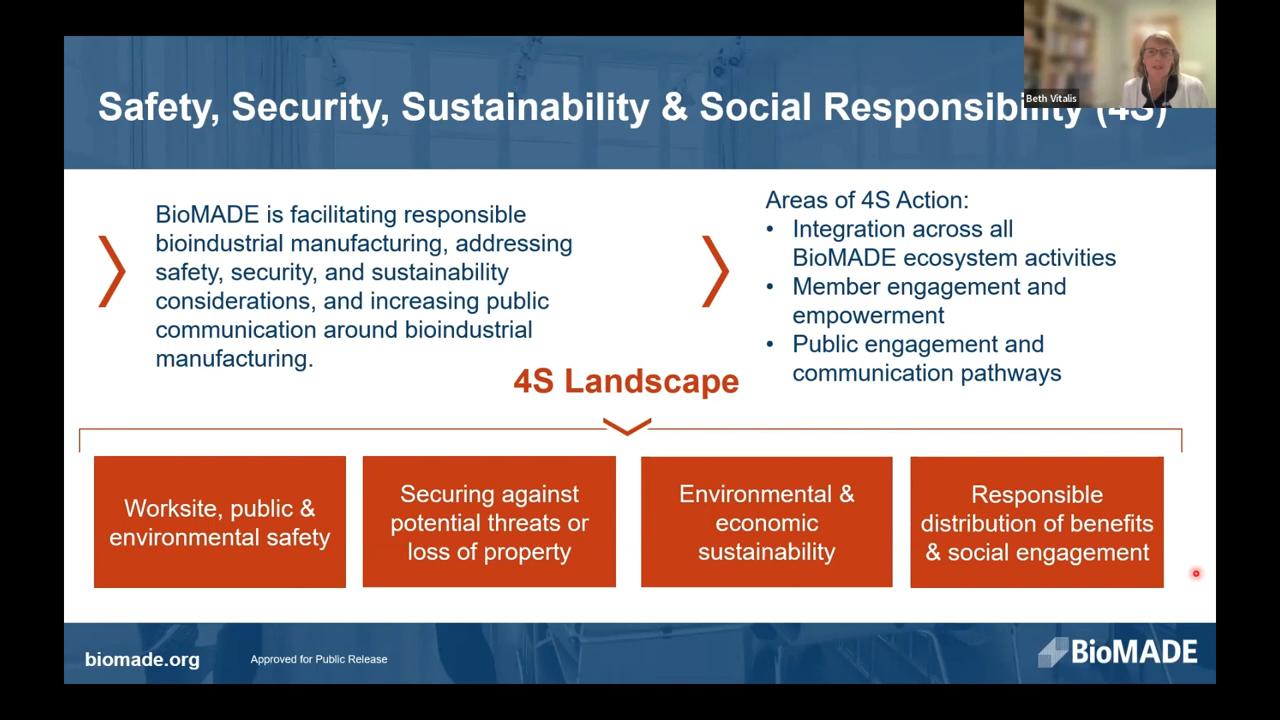 Safety, Security, Sustainability & Social Responsibility (4S)
Beth Vitalis
BioMADE is facilitating responsible
bioindustrial manufacturing, addressing
safety, security, and sustainability
considerations, and increasing public
communication around bioindustrial
manufacturing.
Areas of 4S Action:
• Integration across all
BioMADE ecosystem activities
• Member engagement and
empowerment
• Public engagement and
communication pathways
4S Landscape
Worksite, public &
environmental safety
Securing against
potential threats or
loss of property
Environmental &
economic
sustainability
Responsible
distribution of benefits
& social engagement
biomade.org
Approved for Public Release
BioMADE